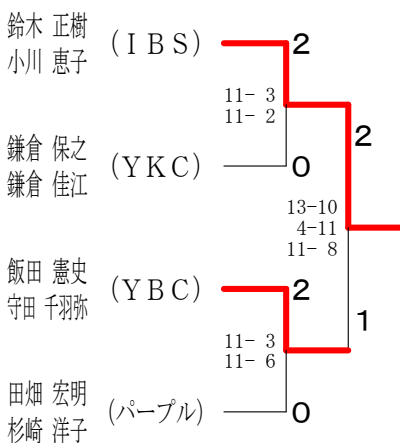 鈴木 正樹
小川 恵子
(ＩＢＳ)
2
11- 3
11- 2
鎌倉 保之
鎌倉 佳江
(ＹＫＣ)
0
2
13-10
4-11
11- 8
飯田 憲史
守田 千羽弥
(ＹＢＣ)
2
1
11- 3
11- 6
田畑 宏明
杉崎 洋子
(パープル)
0